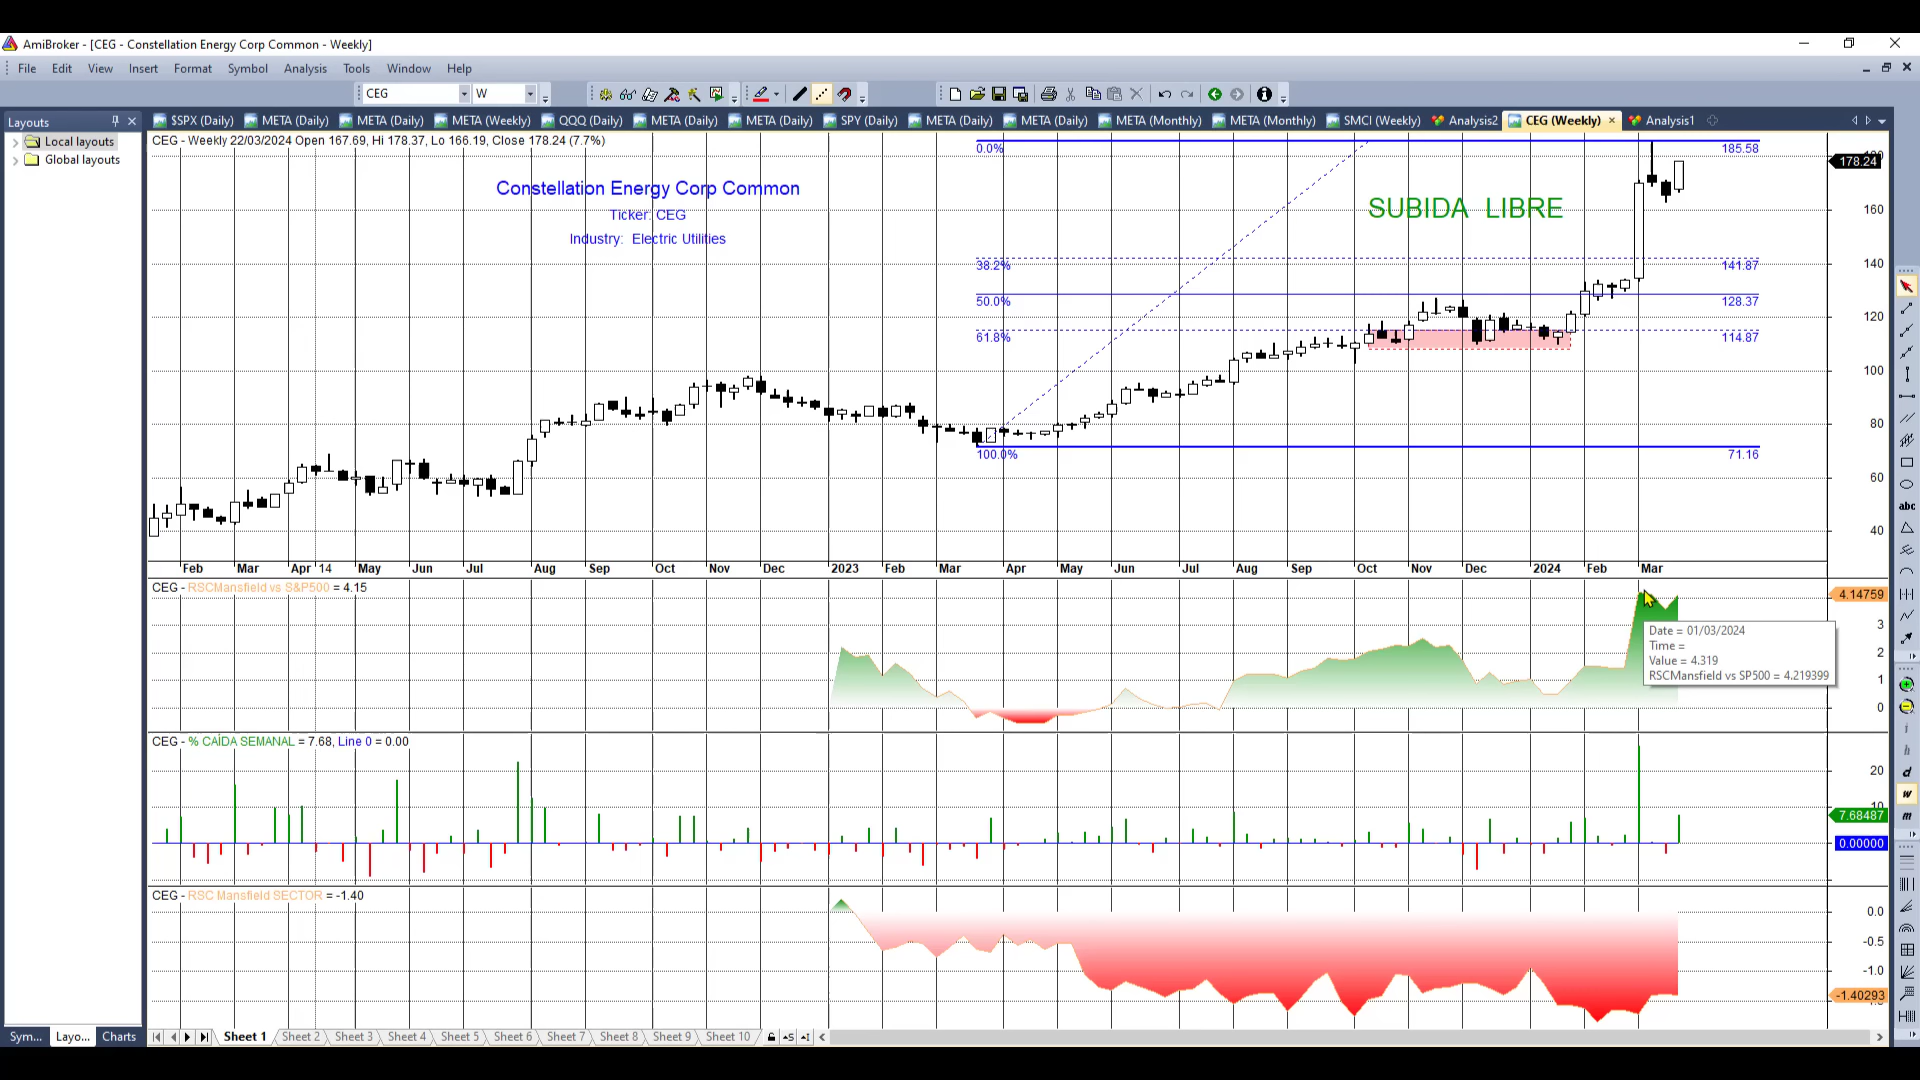 AmiBroker - [CEG - Constellation Energy Corp Common - Weekly]
File Edit View Insert Format Symbol Analysis Tools Window Help
CEG W
Layouts
$SPX (Daily) META (Daily) META (Daily) META (Weekly) QQQ (Daily) META (Daily) META (Daily) SPY (Daily) META (Daily) META (Daily) META (Monthly) META (Monthly) SMCI (Weekly) Analysis2 CEG (Weekly) Analysis1
Local layouts
Global layouts
CEG - Weekly 22/03/2024 Open 167.69, Hi 178.37, Lo 166.19, Close 178.24 (7.7%)
Constellation Energy Corp Common
Ticker: CEG
Industry: Electric Utilities
SUBIDA LIBRE
0.0% 185.58
38.2% 141.87
50.0% 128.37
61.8% 114.87
100.0% 71.16
178.24
160
140
120
100
80
60
40
Feb Mar Apr 14 May Jun Jul Aug Sep Oct Nov Dec 2023 Feb Mar Apr May Jun Jul Aug Sep Oct Nov Dec 2024 Feb Mar
CEG - RSCMansfield vs S&P500 = 4.15
4.14759
3
2
1
0
Date = 01/03/2024
Time =
Value = 4.319
RSCMansfield vs SP500 = 4.219399
CEG - % CAÍDA SEMANAL = 7.68, Line 0 = 0.00
20
10
7.68487
0.00000
CEG - RSC Mansfield SECTOR = -1.40
0.0
-0.5
-1.0
-1.40293
abc
d
w
m
Sym... Layo... Charts
Sheet 1 Sheet 2 Sheet 3 Sheet 4 Sheet 5 Sheet 6 Sheet 7 Sheet 8 Sheet 9 Sheet 10